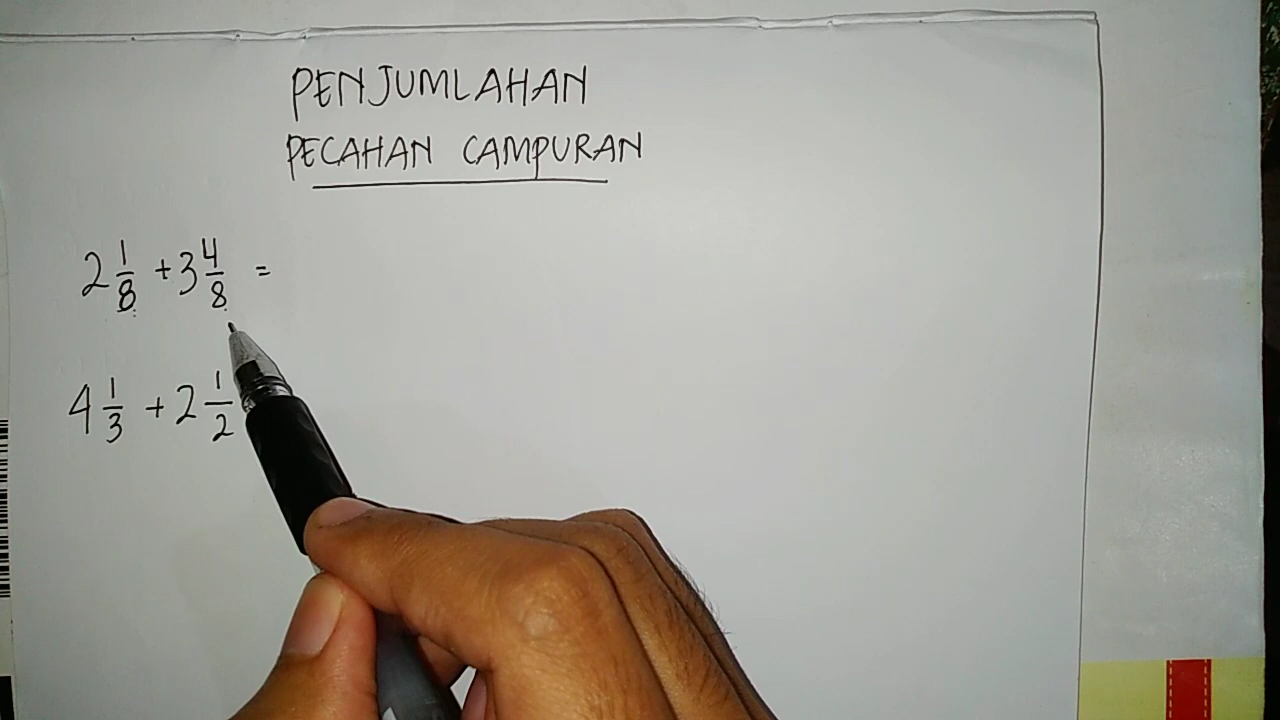 PENJUMLAHAN
PECAHAN CAMPURAN
2 1/8 + 3 4/8 =
4 1/3 + 2 1/2